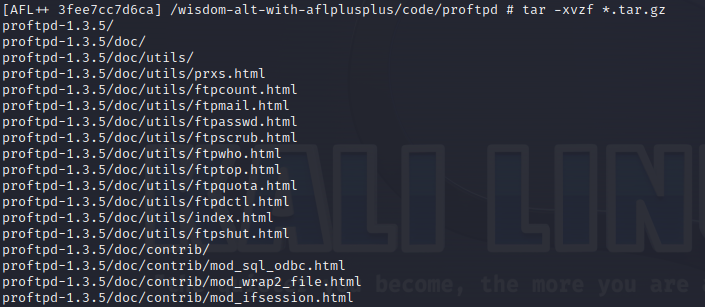 [AFL++ 3fee7cc7d6ca] /wisdom-alt-with-aflplusplus/code/proftpd # tar -xvzf *.tar.gz
proftpd-1.3.5/
proftpd-1.3.5/doc/
proftpd-1.3.5/doc/utils/
proftpd-1.3.5/doc/utils/prxs.html
proftpd-1.3.5/doc/utils/ftpcount.html
proftpd-1.3.5/doc/utils/ftpmail.html
proftpd-1.3.5/doc/utils/ftpasswd.html
proftpd-1.3.5/doc/utils/ftpscrub.html
proftpd-1.3.5/doc/utils/ftpwho.html
proftpd-1.3.5/doc/utils/ftptop.html
proftpd-1.3.5/doc/utils/ftpquota.html
proftpd-1.3.5/doc/utils/ftpdctl.html
proftpd-1.3.5/doc/utils/index.html
proftpd-1.3.5/doc/utils/ftpshut.html
proftpd-1.3.5/doc/contrib/
proftpd-1.3.5/doc/contrib/mod_sql_odbc.html
proftpd-1.3.5/doc/contrib/mod_wrap2_file.html
proftpd-1.3.5/doc/contrib/mod_ifsession.html
ALI LIN
become, the more you are